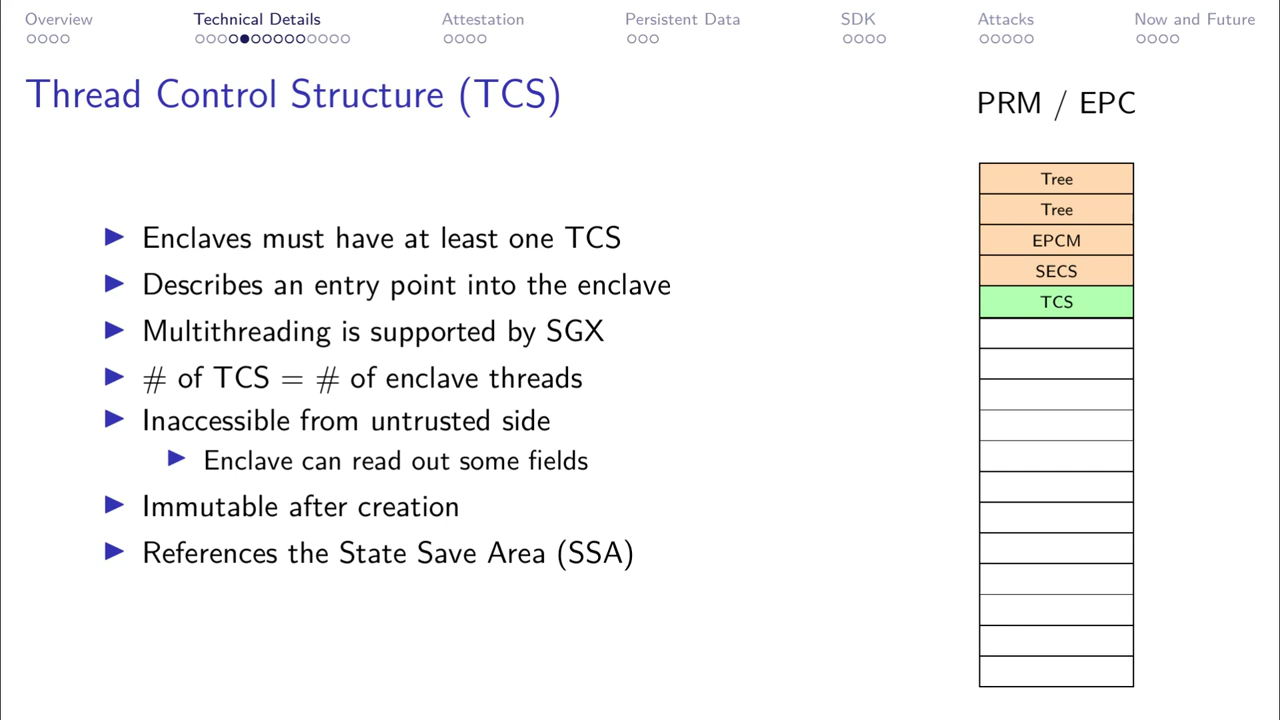 Overview Technical Details Attestation Persistent Data SDK Attacks Now and Future
Thread Control Structure (TCS)
PRM / EPC
Enclaves must have at least one TCS
Describes an entry point into the enclave
Multithreading is supported by SGX
# of TCS = # of enclave threads
Inaccessible from untrusted side
Enclave can read out some fields
Immutable after creation
References the State Save Area (SSA)
Tree
Tree
EPCM
SECS
TCS